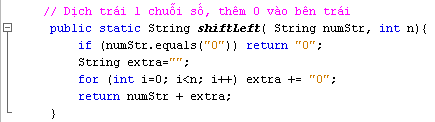 // Dịch trái 1 chuỗi số, thêm 0 vào bên trái
public static String shiftLeft( String numStr, int n){
if (numStr.equals("0")) return "0";
String extra="";
for (int i=0; i<n; i++) extra += "0";
return numStr + extra;
}